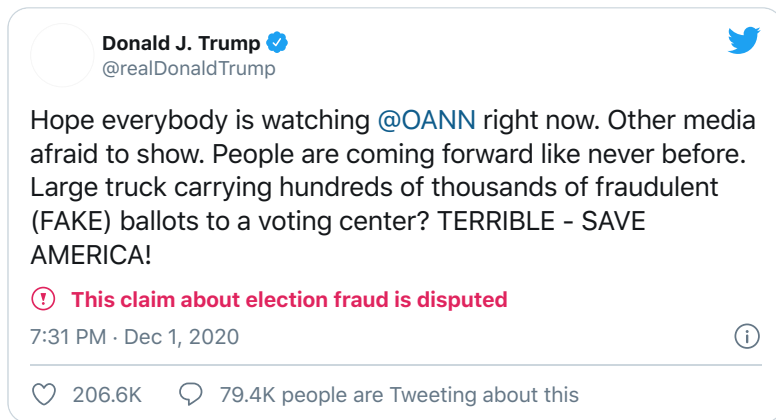 Donald J. Trump
@realDonaldTrump
Hope everybody is watching @OANN right now. Other media
afraid to show. People are coming forward like never before.
Large truck carrying hundreds of thousands of fraudulent
(FAKE) ballots to a voting center? TERRIBLE - SAVE
AMERICA!
This claim about election fraud is disputed
7:31 PM · Dec 1, 2020
206.6K 79.4K people are Tweeting about this